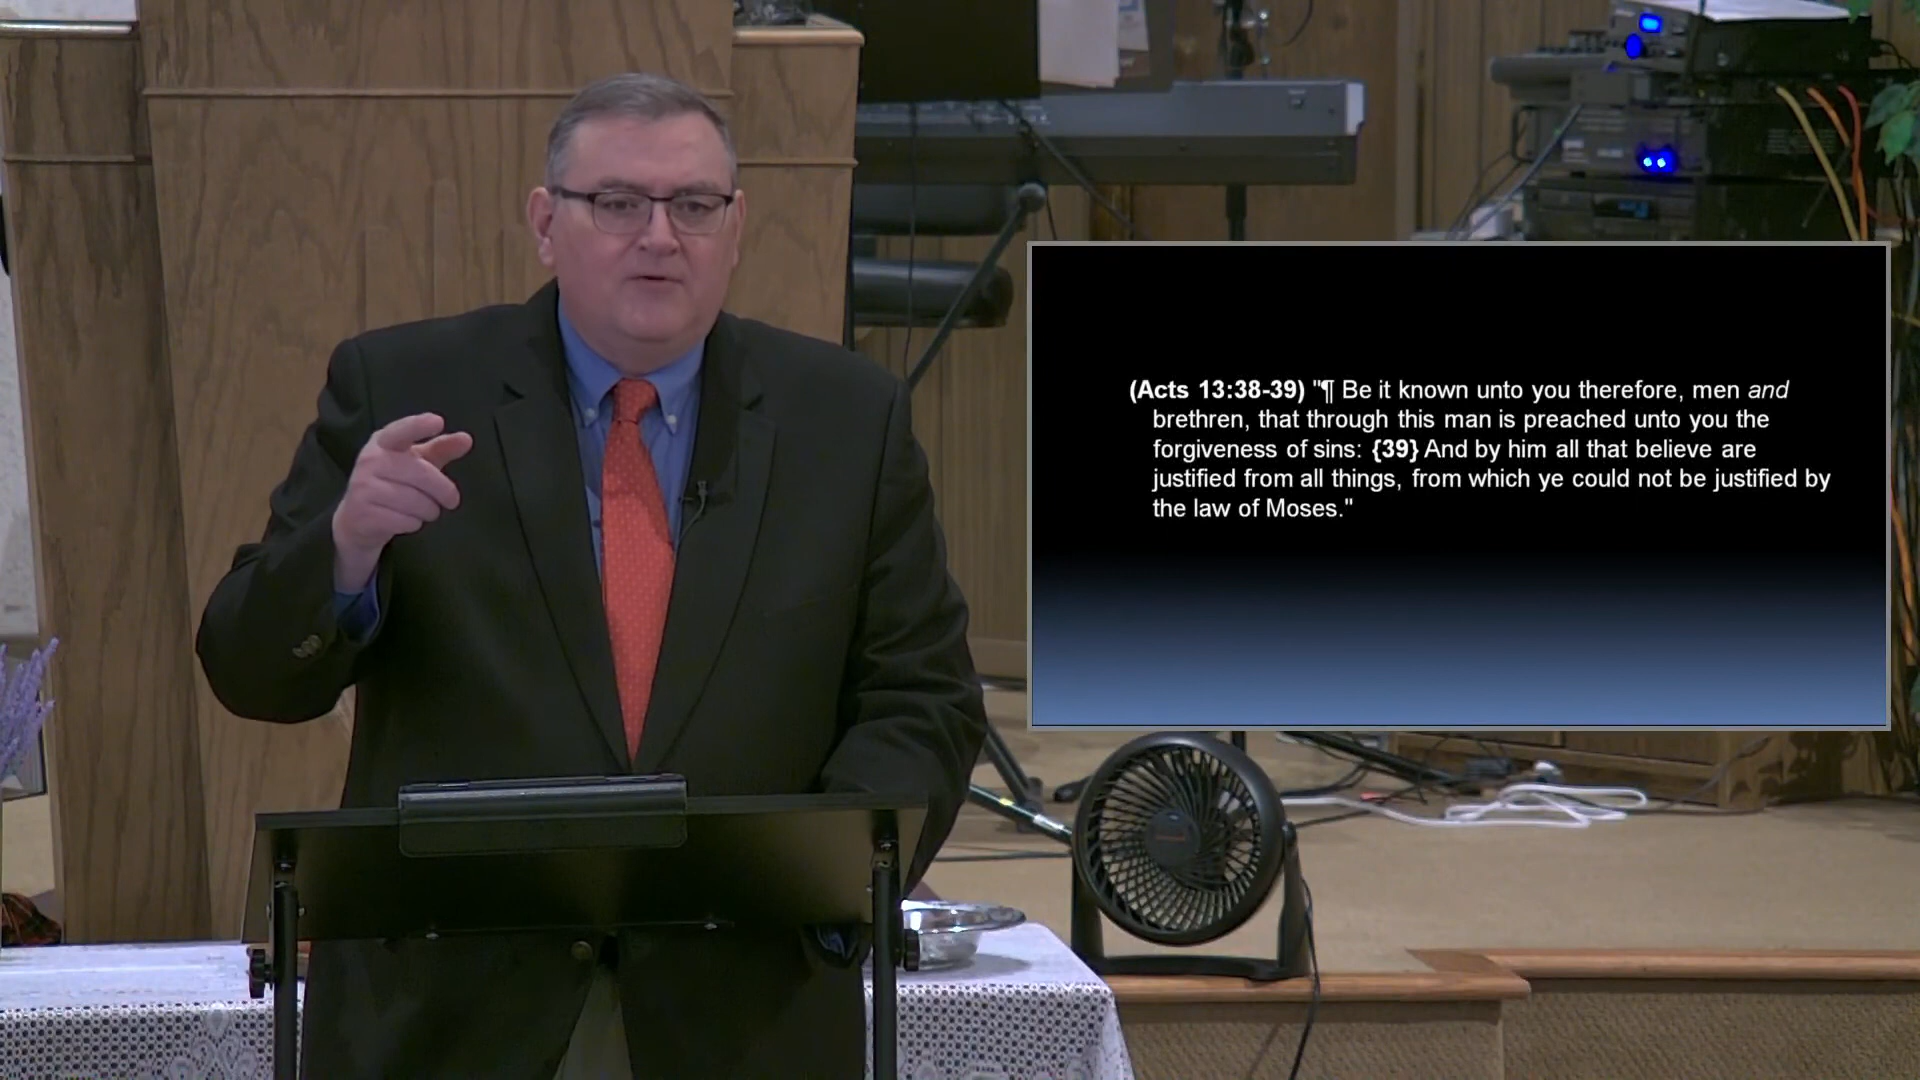 (Acts 13:38-39) "¶ Be it known unto you therefore, men and
brethren, that through this man is preached unto you the
forgiveness of sins: {39} And by him all that believe are
justified from all things, from which ye could not be justified by
the law of Moses."